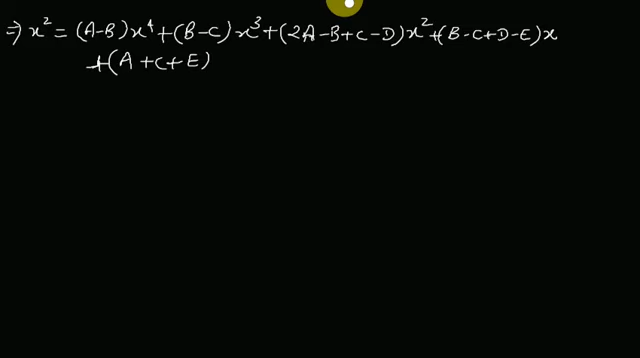 ⇒ x² = (A-B)x⁴ + (B-C)x³ + (2A-B+C-D)x² + (B-C+D-E)x
+(A+C+E)